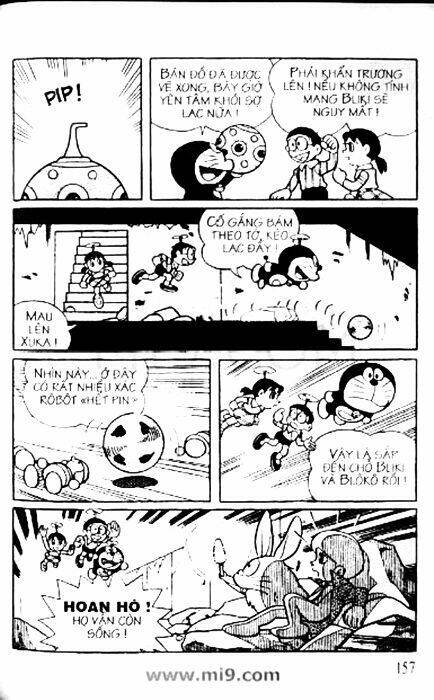 PÍP!
BẢN ĐỒ ĐÃ ĐƯỢC
VẼ XONG, BÂY GIỜ
YÊN TÂM KHỎI SỢ
LẠC NỮA!
PHẢI KHẨN TRƯƠNG
LÊN! NẾU KHÔNG TÍNH
MẠNG BLIKI SẼ
NGUY MẤT!
CỐ GẮNG BÁM
THEO TỚ, KẺO
LẠC ĐẤY!
MAU
LÊN
XUKA!
NHÌN NÀY... Ở ĐÂY
CÓ RẤT NHIỀU XÁC
RÔBỐT «HẾT PIN»
VẬY LÀ SẮP
ĐẾN CHỖ BLIKI
VÀ BLÔKÔ RỒI!
HOAN HÔ!
HỌ VẪN CÒN
SỐNG!
157
www.mi9.com